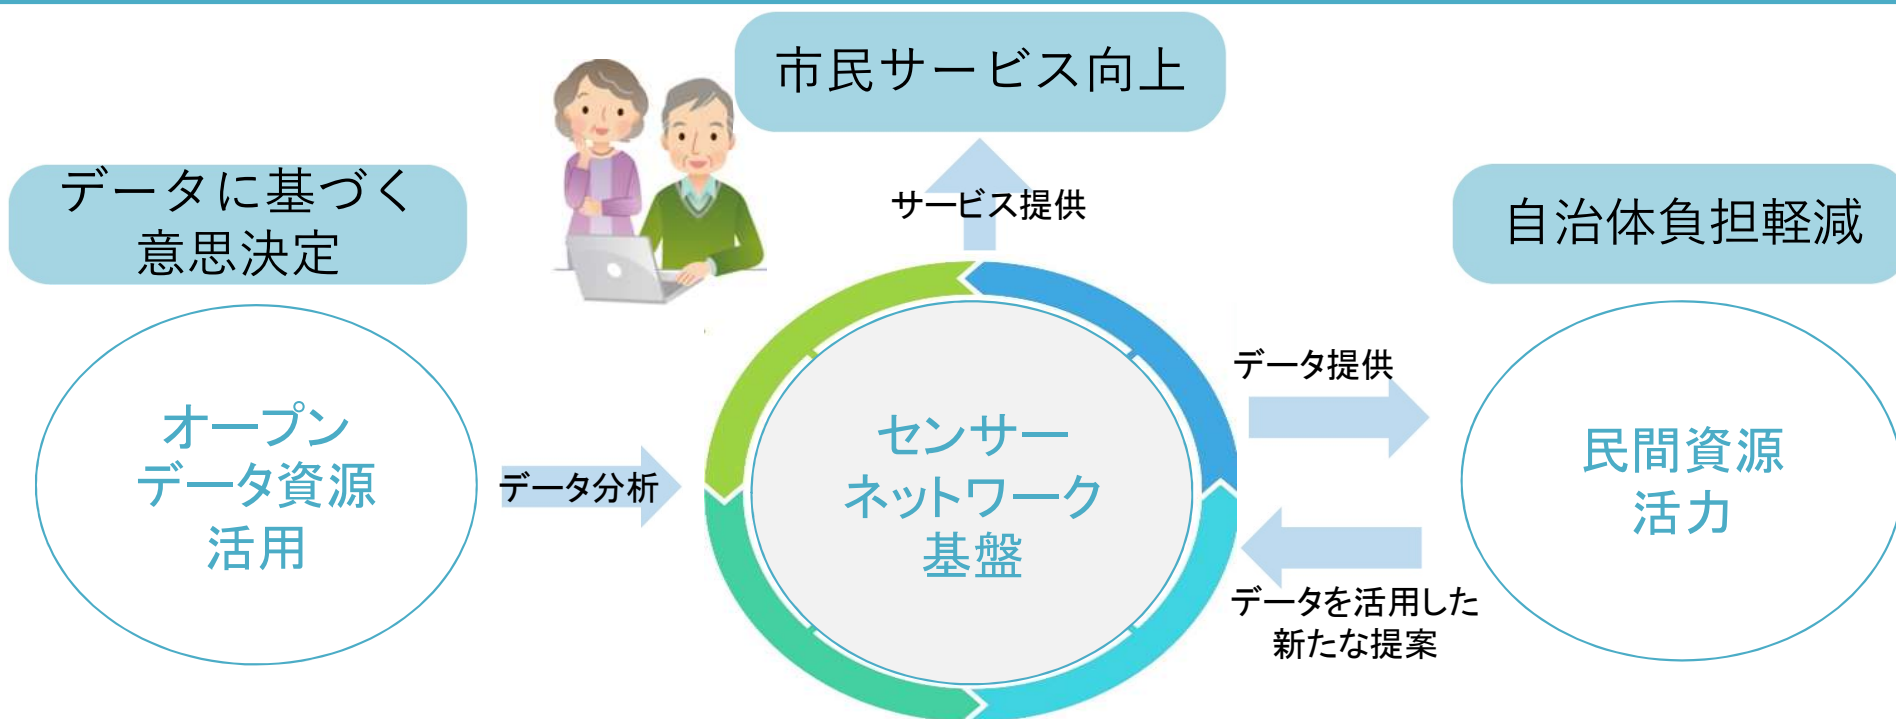 市民サービス向上
サービス提供
データに基づく
意思決定
オープン
データ資源
活用
データ分析
センサー
ネットワーク
基盤
自治体負担軽減
データ提供
民間資源
活力
データを活用した
新たな提案